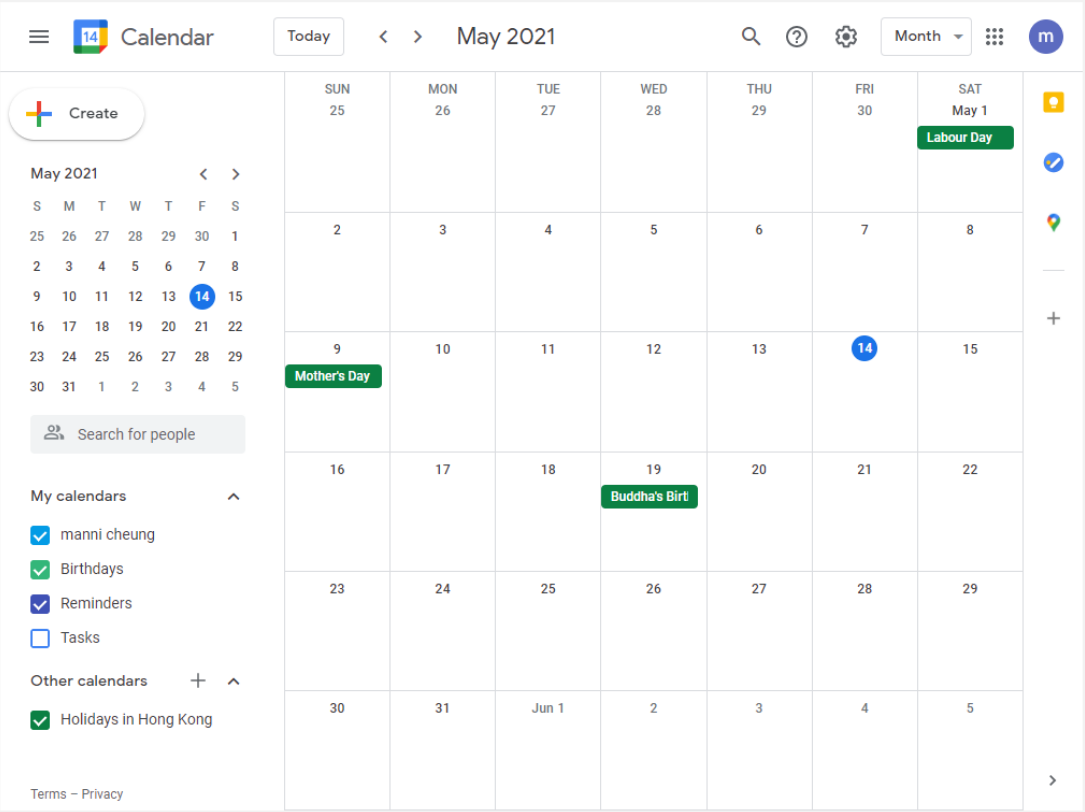 14 Calendar Today May 2021 Month m
Create
May 2021
S M T W T F S
25 26 27 28 29 30 1
2 3 4 5 6 7 8
9 10 11 12 13 14 15
16 17 18 19 20 21 22
23 24 25 26 27 28 29
30 31 1 2 3 4 5
Search for people
My calendars
manni cheung
Birthdays
Reminders
Tasks
Other calendars
Holidays in Hong Kong
Terms – Privacy
SUN MON TUE WED THU FRI SAT
25 26 27 28 29 30 May 1
Labour Day
2 3 4 5 6 7 8
9 10 11 12 13 14 15
Mother's Day
16 17 18 19 20 21 22
Buddha's Birt
23 24 25 26 27 28 29
30 31 Jun 1 2 3 4 5